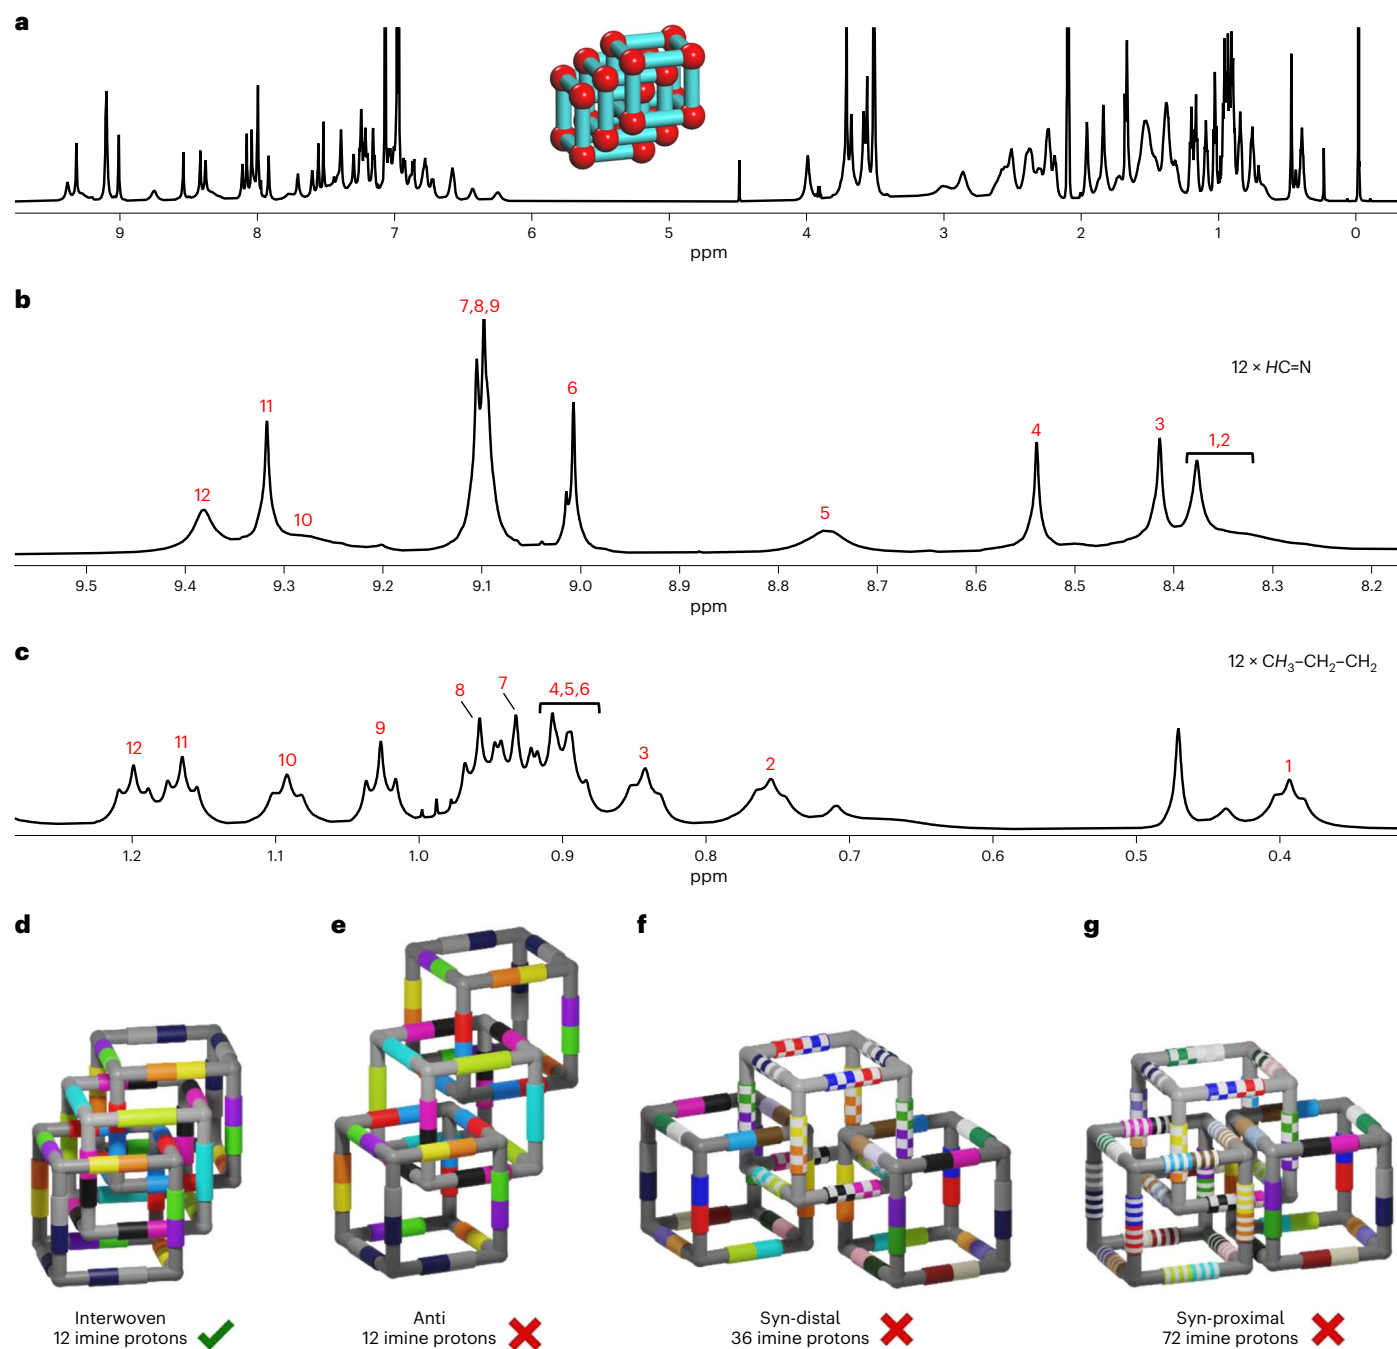 a
9 8 7 6 5 4 3 2 1 0
ppm
b
7,8,9
12 × HC=N
6
11
4
3
1,2
12
10
5
9.5 9.4 9.3 9.2 9.1 9.0 8.9 8.8 8.7 8.6 8.5 8.4 8.3 8.2
ppm
c
12 × CH₃–CH₂–CH₂
8
7
4,5,6
12
11
10
9
3
2
1
1.2 1.1 1.0 0.9 0.8 0.7 0.6 0.5 0.4
ppm
d
e
f
g
Interwoven
12 imine protons
Anti
12 imine protons
Syn-distal
36 imine protons
Syn-proximal
72 imine protons